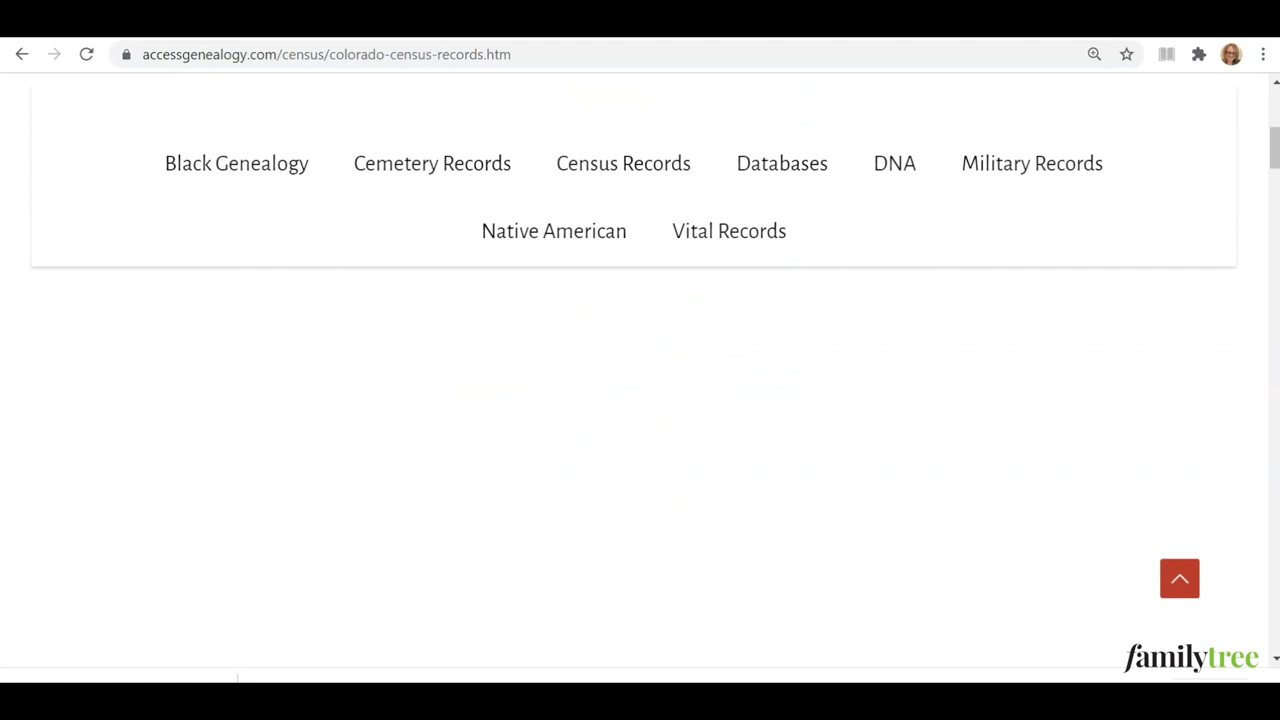 accessgenealogy.com/census/colorado-census-records.htm
Black Genealogy Cemetery Records Census Records Databases DNA Military Records
Native American Vital Records
familytree